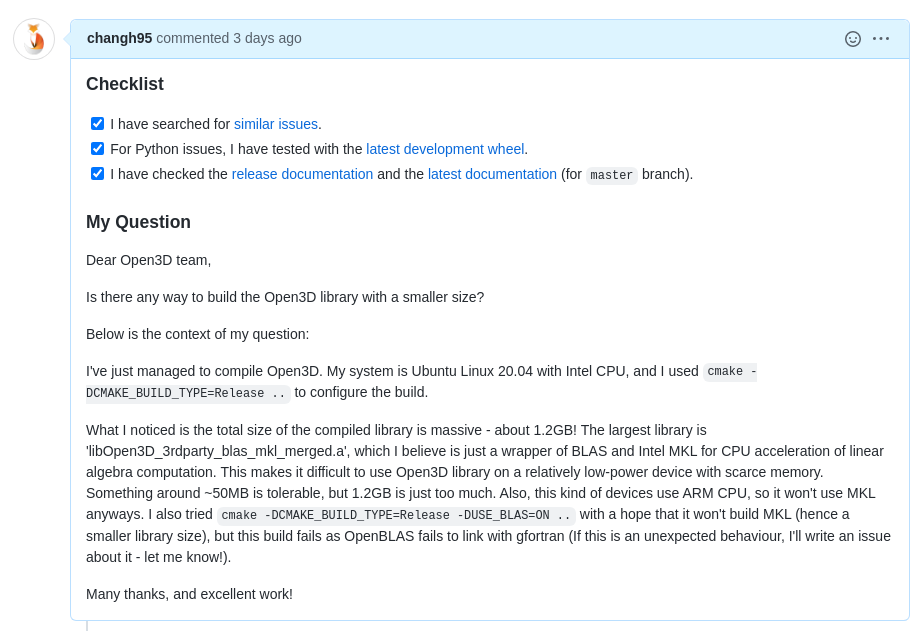 changh95 commented 3 days ago
Checklist
I have searched for similar issues.
For Python issues, I have tested with the latest development wheel.
I have checked the release documentation and the latest documentation (for master branch).
My Question
Dear Open3D team,
Is there any way to build the Open3D library with a smaller size?
Below is the context of my question:
I've just managed to compile Open3D. My system is Ubuntu Linux 20.04 with Intel CPU, and I used cmake -
DCMAKE_BUILD_TYPE=Release .. to configure the build.
What I noticed is the total size of the compiled library is massive - about 1.2GB! The largest library is
'libOpen3D_3rdparty_blas_mkl_merged.a', which I believe is just a wrapper of BLAS and Intel MKL for CPU acceleration of linear
algebra computation. This makes it difficult to use Open3D library on a relatively low-power device with scarce memory.
Something around ~50MB is tolerable, but 1.2GB is just too much. Also, this kind of devices use ARM CPU, so it won't use MKL
anyways. I also tried cmake -DCMAKE_BUILD_TYPE=Release -DUSE_BLAS=ON .. with a hope that it won't build MKL (hence a
smaller library size), but this build fails as OpenBLAS fails to link with gfortran (If this is an unexpected behaviour, I'll write an issue
about it - let me know!).
Many thanks, and excellent work!